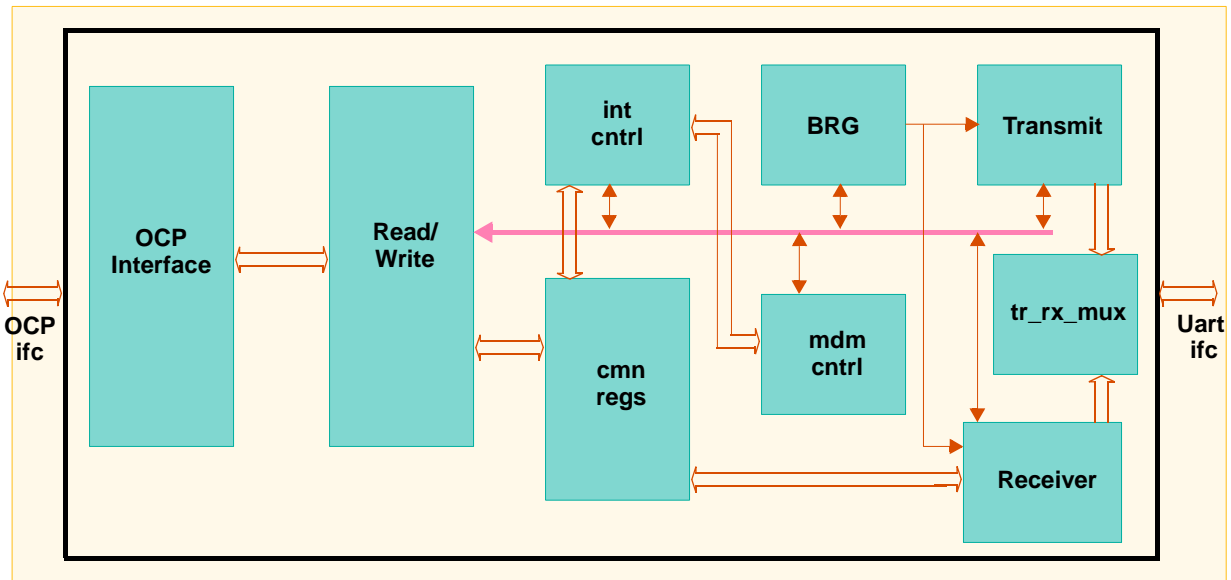 OCP
ifc
OCP
Interface
Read/
Write
int
cntrl
BRG
Transmit
cmn
regs
mdm
cntrl
tr_rx_mux
Receiver
Uart
ifc